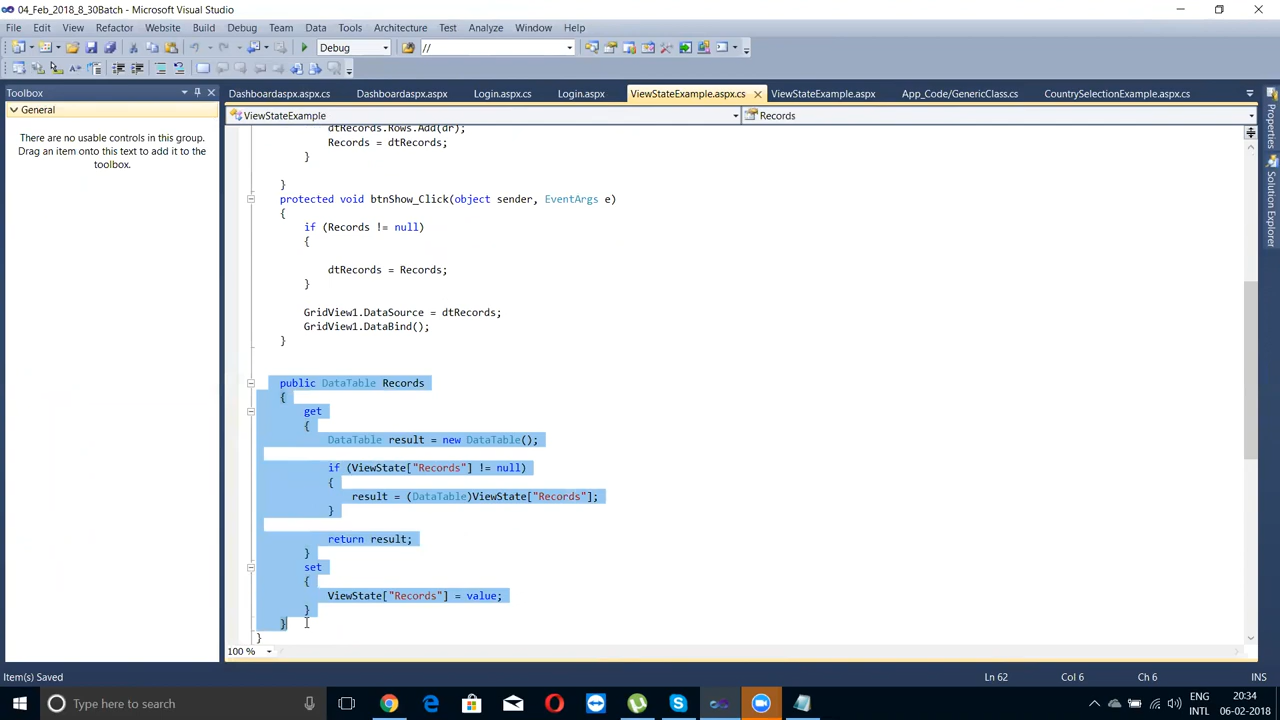 04_Feb_2018_8_30Batch - Microsoft Visual Studio
File Edit View Refactor Website Build Debug Team Data Tools Architecture Test Analyze Window Help
Debug //
Toolbox
Dashboardaspx.aspx.cs Dashboardaspx.aspx Login.aspx.cs Login.aspx ViewStateExample.aspx.cs ViewStateExample.aspx App_Code/GenericClass.cs CountrySelectionExample.aspx.cs
General
ViewStateExample Records
There are no usable controls in this group. Drag an item onto this text to add it to the toolbox.
dtRecords.Rows.Add(dr);
Records = dtRecords;
}
}
protected void btnShow_Click(object sender, EventArgs e)
{
if (Records != null)
{
dtRecords = Records;
}
GridView1.DataSource = dtRecords;
GridView1.DataBind();
}
public DataTable Records
{
get
{
DataTable result = new DataTable();
if (ViewState["Records"] != null)
{
result = (DataTable)ViewState["Records"];
}
return result;
}
set
{
ViewState["Records"] = value;
}
}
}
100 %
Properties
Solution Explorer
Item(s) Saved Ln 62 Col 6 Ch 6 INS
Type here to search
ENG 20:34
INTL 06-02-2018